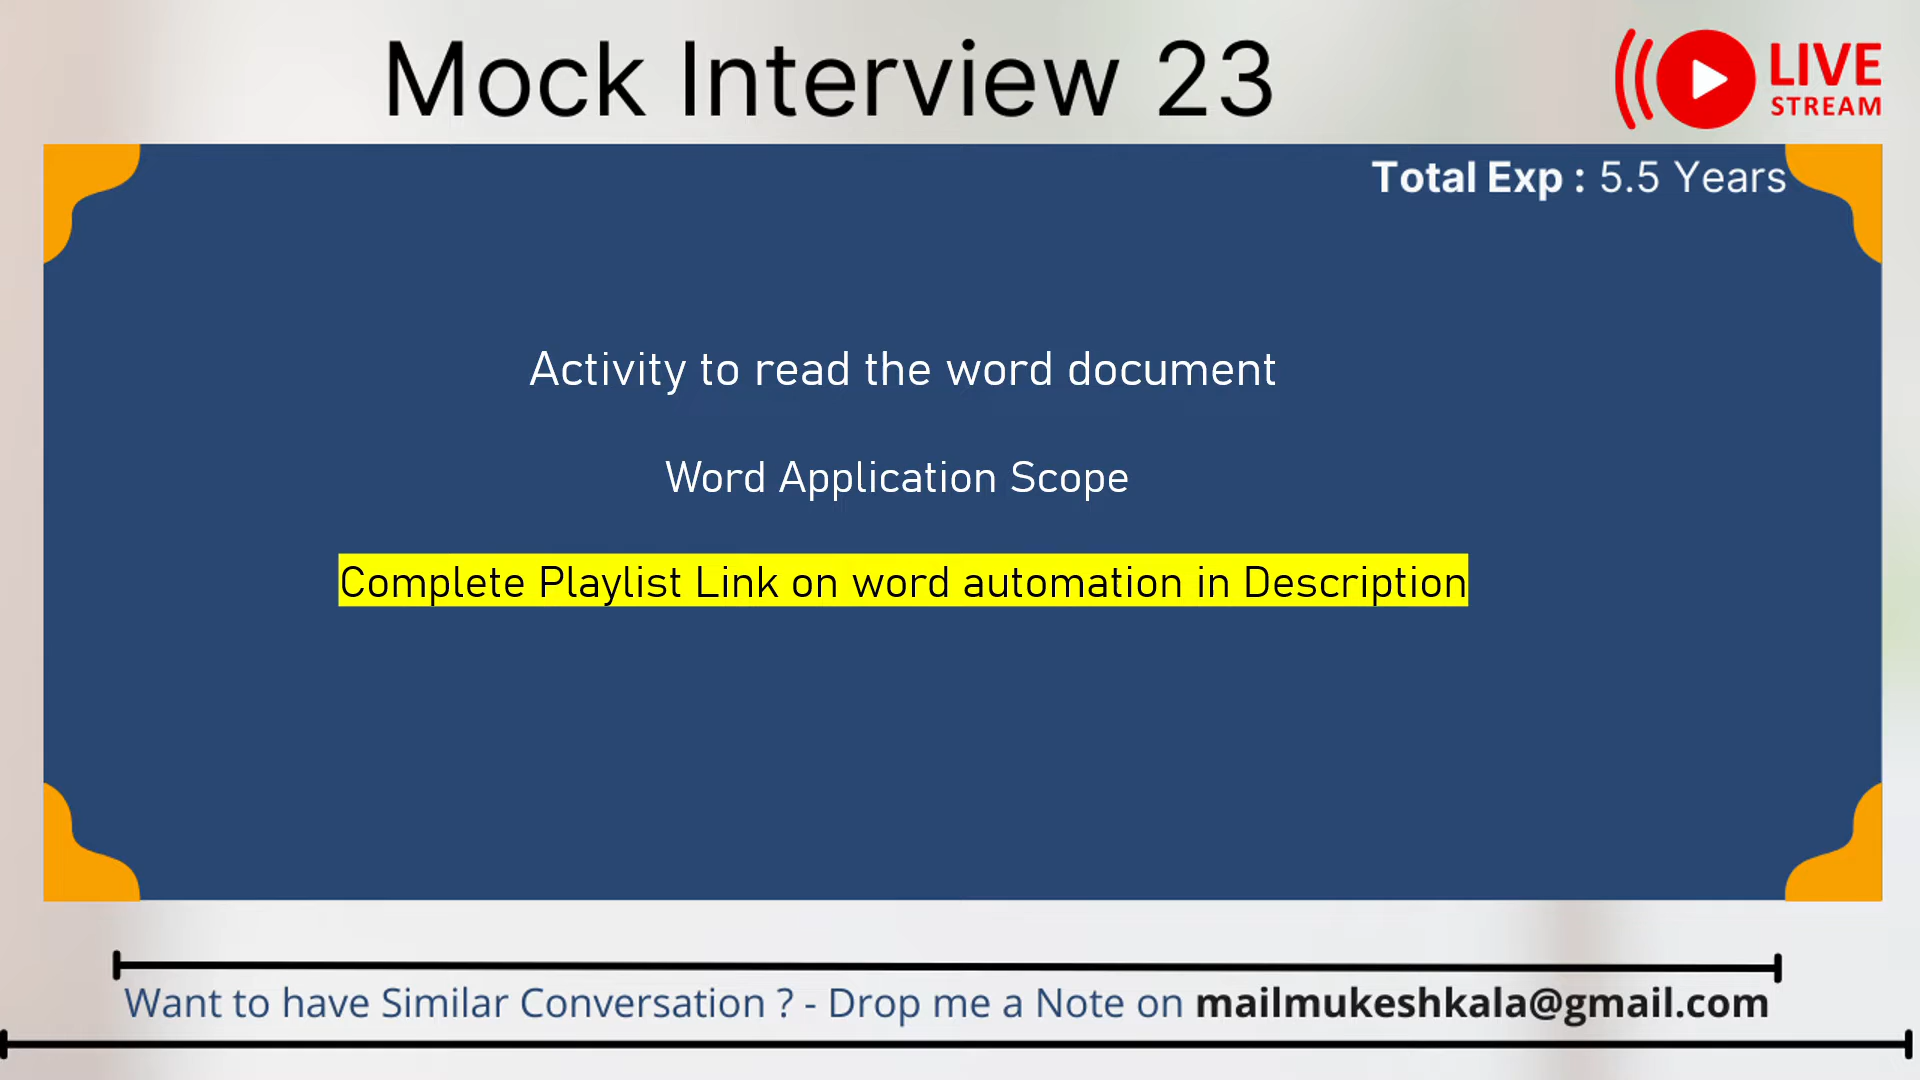 Mock Interview 23
LIVE
STREAM
Total Exp : 5.5 Years
Activity to read the word document
Word Application Scope
Complete Playlist Link on word automation in Description
Want to have Similar Conversation ? - Drop me a Note on mailmukeshkala@gmail.com